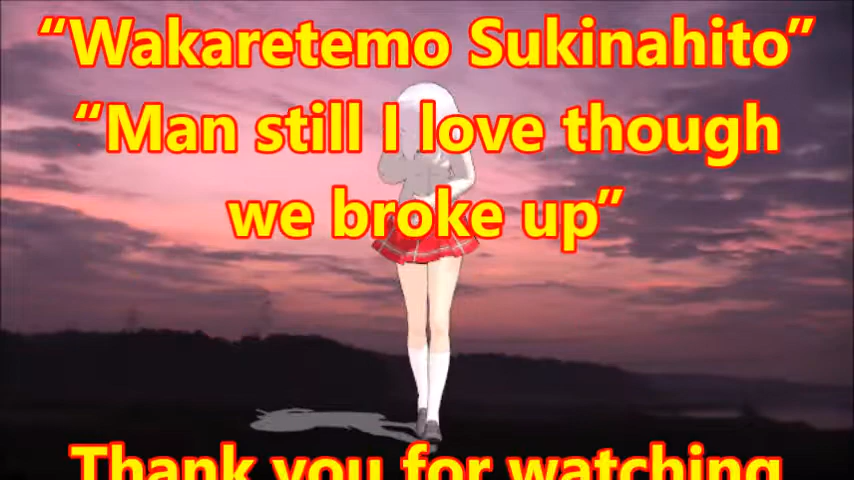 “Wakaretemo Sukinahito”
“Man still I love though
we broke up”
Thank you for watching